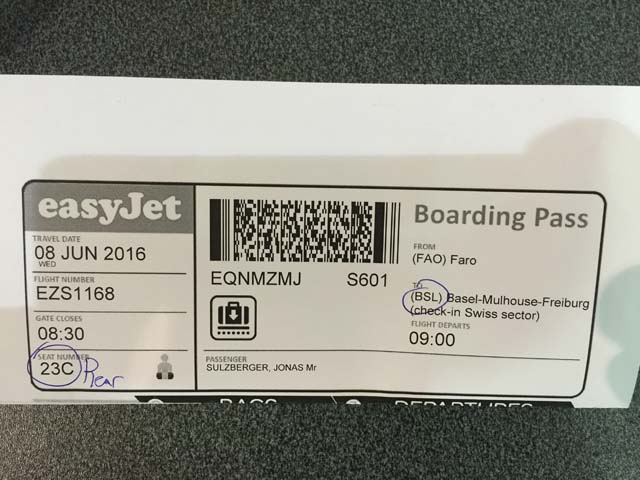 easyJet
TRAVEL DATE
08 JUN 2016
WED
FLIGHT NUMBER
EZS1168
GATE CLOSES
08:30
SEAT NUMBER
23C Rear
EQNMZMJ S601
PASSENGER
SULZBERGER, JONAS Mr
Boarding Pass
FROM
(FAO) Faro
TO
(BSL) Basel-Mulhouse-Freiburg
(check-in Swiss sector)
FLIGHT DEPARTS
09:00
BAGS DEPARTURES